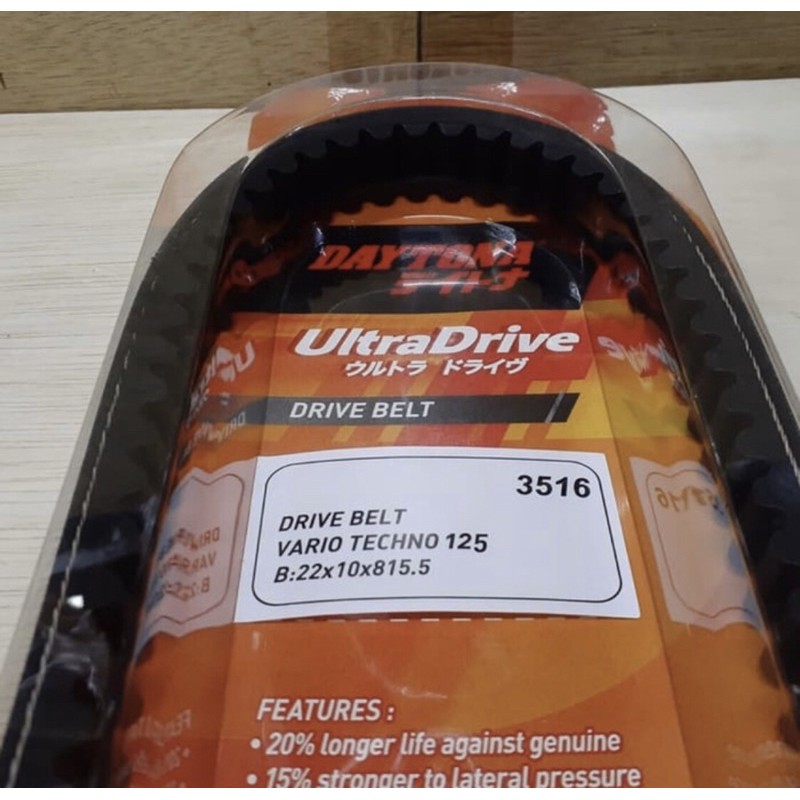 DAYTONA
デイトナ
UltraDrive
ウルトラ ドライヴ
DRIVE BELT
3516
DRIVE BELT
VARIO TECHNO 125
B:22x10x815.5
FEATURES :
• 20% longer life against genuine
• 15% stronger to lateral pressure